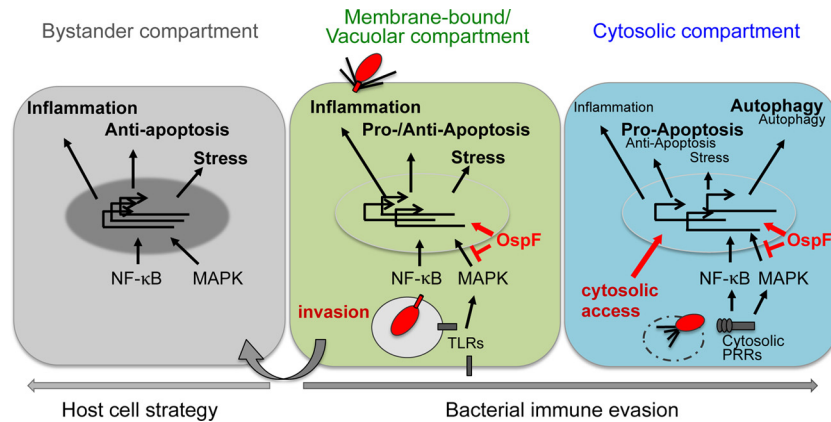 Bystander compartment
Membrane-bound/
Vacuolar compartment
Cytosolic compartment
Inflammation
Anti-apoptosis
Stress
NF-κB
MAPK
Inflammation
Pro-/Anti-Apoptosis
Stress
OspF
NF-κB
MAPK
invasion
TLRs
Inflammation
Autophagy
Autophagy
Pro-Apoptosis
Anti-Apoptosis
Stress
OspF
NF-κB
MAPK
cytosolic
access
Cytosolic
PRRs
Host cell strategy
Bacterial immune evasion